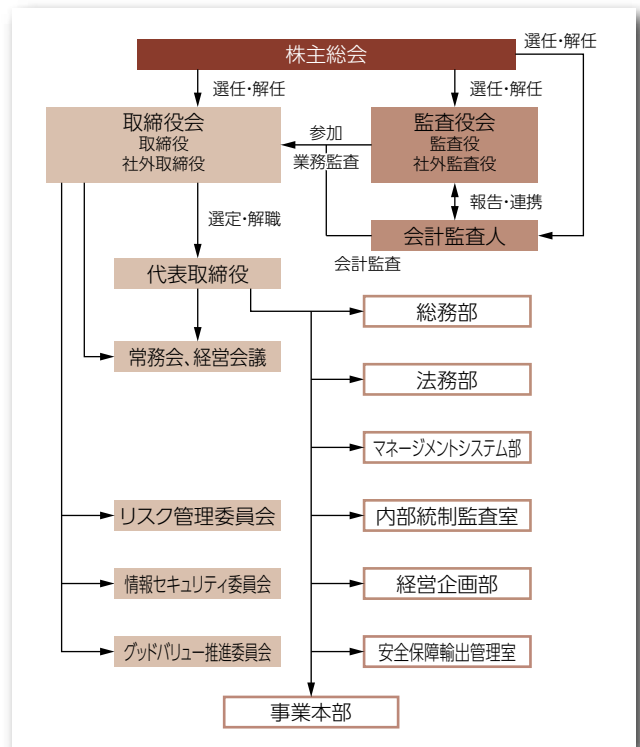 株主総会
選任・解任
選任・解任
選任・解任
取締役会
取締役
社外取締役
参加
業務監査
監査役会
監査役
社外監査役
報告・連携
選定・解職
会計監査人
会計監査
代表取締役
総務部
常務会、経営会議
法務部
マネージメントシステム部
リスク管理委員会
内部統制監査室
情報セキュリティ委員会
経営企画部
グッドバリュー推進委員会
安全保障輸出管理室
事業本部